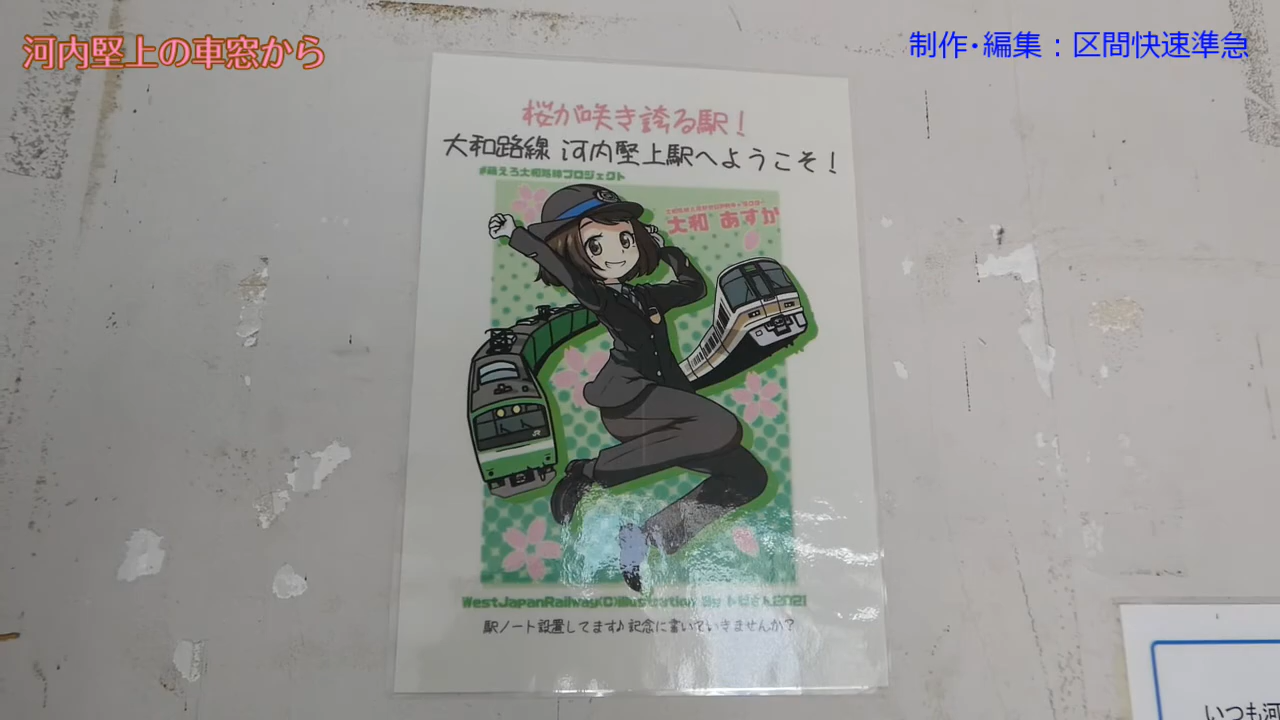 河内堅上の車窓から
制作・編集：区間快速準急
桜が咲き誇る駅！
大和路線 河内堅上駅へようこそ！
#萌えろ大和路線プロジェクト
大和 あすか
WestJapanRailway(C)Illustration By
駅ノート設置してます♪記念に書いていきませんか？
いつも河